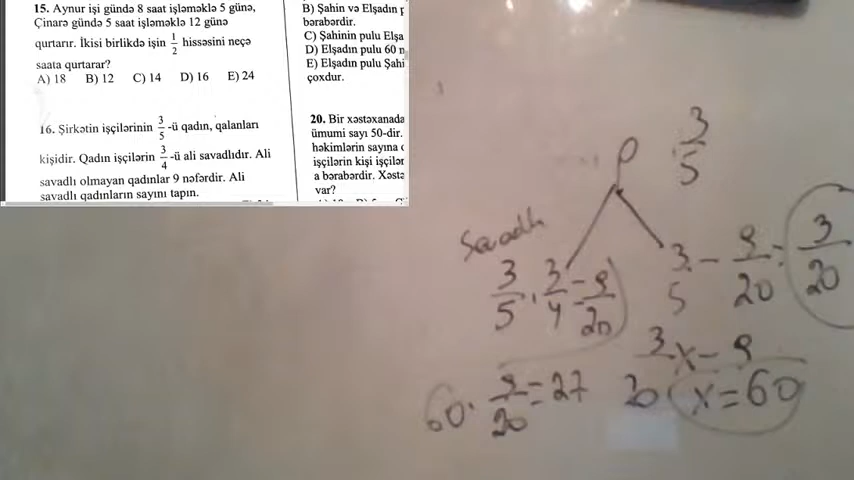 15. Aynur işi gündə 8 saat işləməklə 5 günə,
Çinarə gündə 5 saat işləməklə 12 günə
qurtarır. İkisi birlikdə işin 1/2 hissəsini neçə
saata qurtarar?
A) 18 B) 12 C) 14 D) 16 E) 24
16. Şirkətin işçilərinin 3/5 -ü qadın, qalanları
kişidir. Qadın işçilərin 3/4 -ü ali savadlıdır. Ali
savadlı olmayan qadınlar 9 nəfərdir. Ali
savadlı qadınların sayını tapın.
B) Şahin və Elşadın
bərabərdir.
C) Şahinin pulu Elşa
D) Elşadın pulu 60
E) Elşadın pulu Şahi
çoxdur.
20. Bir xəstəxanada
ümumi sayı 50-dir.
həkimlərin sayına
işçilərin kişi işçilər
a bərabərdir. Xəstə
var?
3/5
Savadlı
3/5 · 3/4 = 9/20
3/5 - 9/20 = 3/20
3/20 x - 9
x = 60
60 · 9/20 = 27